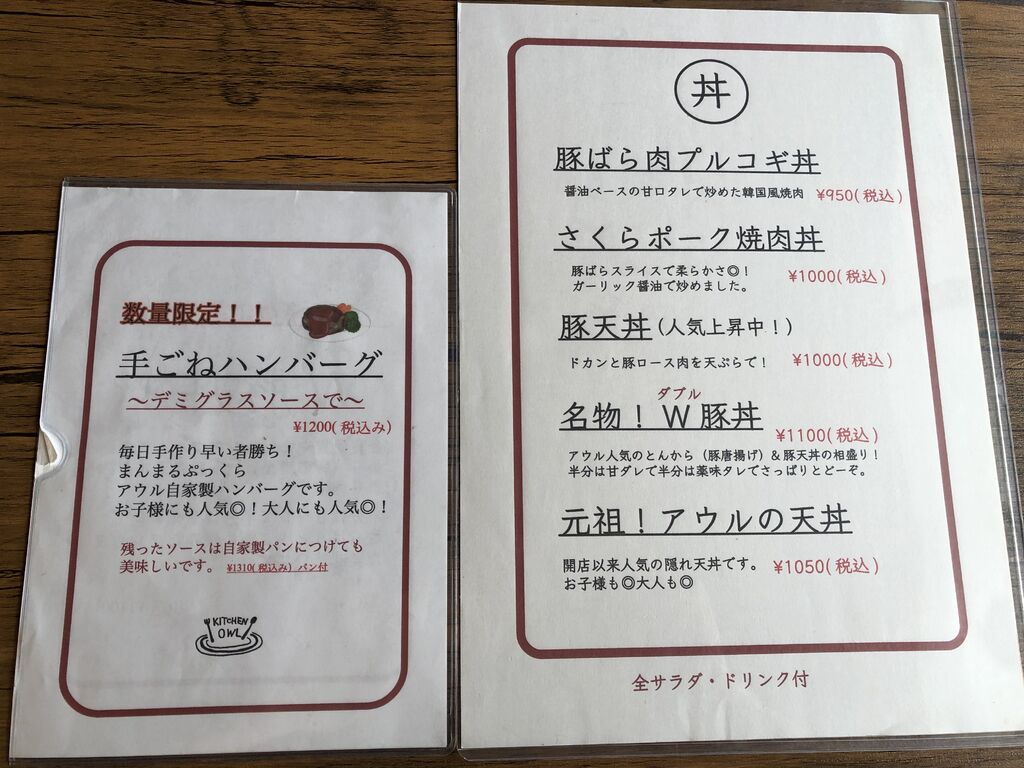 数量限定！！
手ごねハンバーグ
～デミグラスソースで～
¥1200(税込み)
毎日手作り早い者勝ち！
まんまるぷっくら
アウル自家製ハンバーグです。
お子様にも人気◎！大人にも人気◎！
残ったソースは自家製パンにつけても
美味しいです。 ¥1310(税込み) パン付
KITCHEN
OWL
丼
豚ばら肉プルコギ丼
醤油ベースの甘口タレで炒めた韓国風焼肉 ¥950(税込)
さくらポーク焼肉丼
豚ばらスライスで柔らかさ◎！
ガーリック醤油で炒めました。 ¥1000(税込)
豚天丼(人気上昇中！)
ドカンと豚ロース肉を天ぷらで！ ¥1000(税込)
ダブル
名物！W豚丼
¥1100(税込)
アウル人気のとんから（豚唐揚げ）＆豚天丼の相盛り！
半分は甘ダレで半分は薬味タレでさっぱりとどーぞ。
元祖！アウルの天丼
開店以来人気の隠れ天丼です。 ¥1050(税込)
お子様も◎大人も◎
全サラダ・ドリンク付